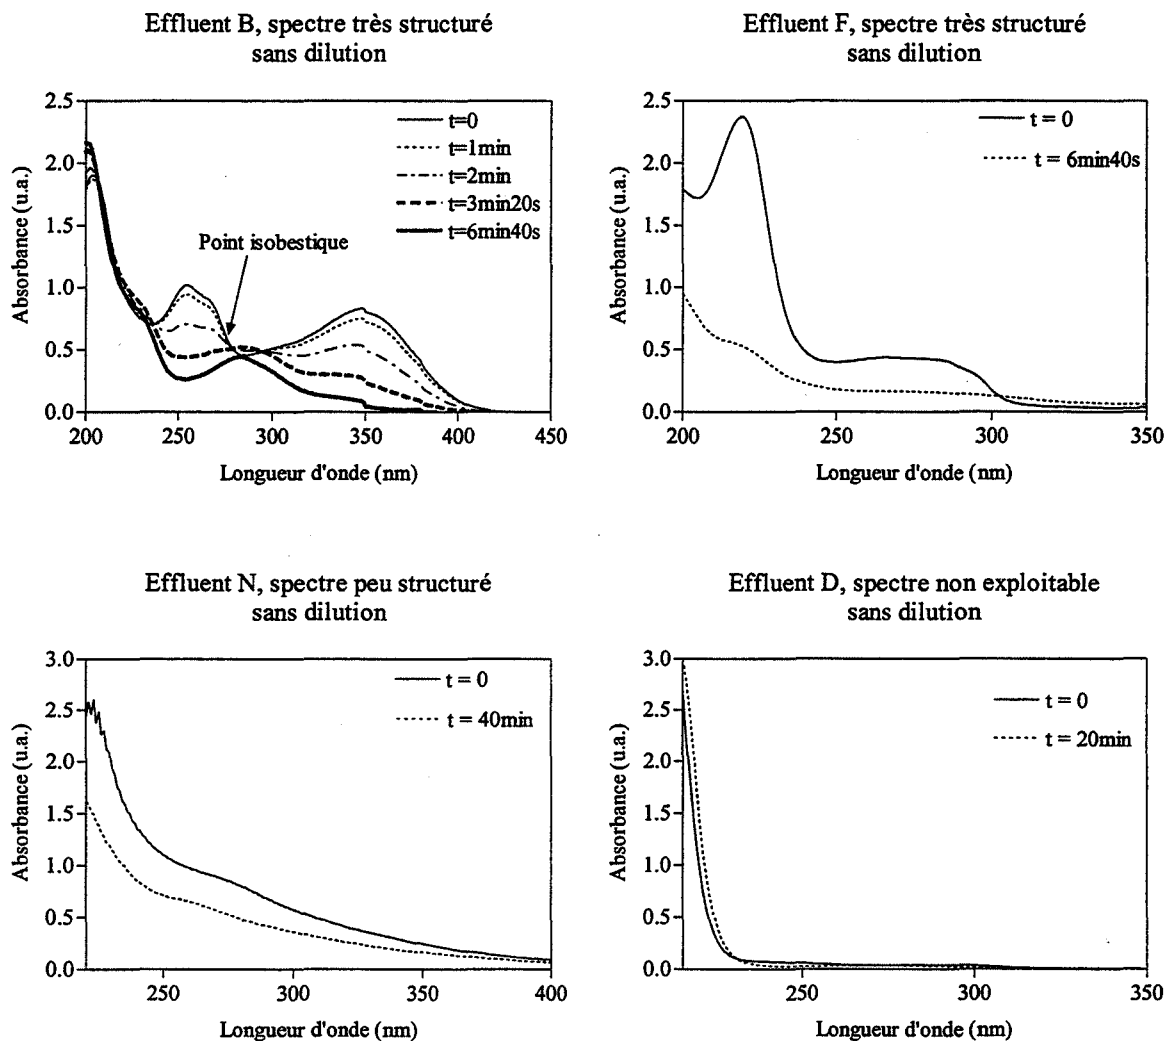 Effluent B, spectre très structuré
sans dilution
2.5
2.0
1.5
1.0
0.5
0.0
Absorbance (u.a.)
t=0
t=1min
t=2min
t=3min20s
t=6min40s
Point isobestique
200
250
300
350
400
450
Longueur d'onde (nm)
Effluent F, spectre très structuré
sans dilution
2.5
2.0
1.5
1.0
0.5
0.0
Absorbance (u.a.)
t = 0
t = 6min40s
200
250
300
350
Longueur d'onde (nm)
Effluent N, spectre peu structuré
sans dilution
3.0
2.5
2.0
1.5
1.0
0.5
0.0
Absorbance (u.a.)
t = 0
t = 40min
250
300
350
400
Longueur d'onde (nm)
Effluent D, spectre non exploitable
sans dilution
3.0
2.5
2.0
1.5
1.0
0.5
0.0
Absorbance (u.a.)
t = 0
t = 20min
250
300
350
Longueur d'onde (nm)